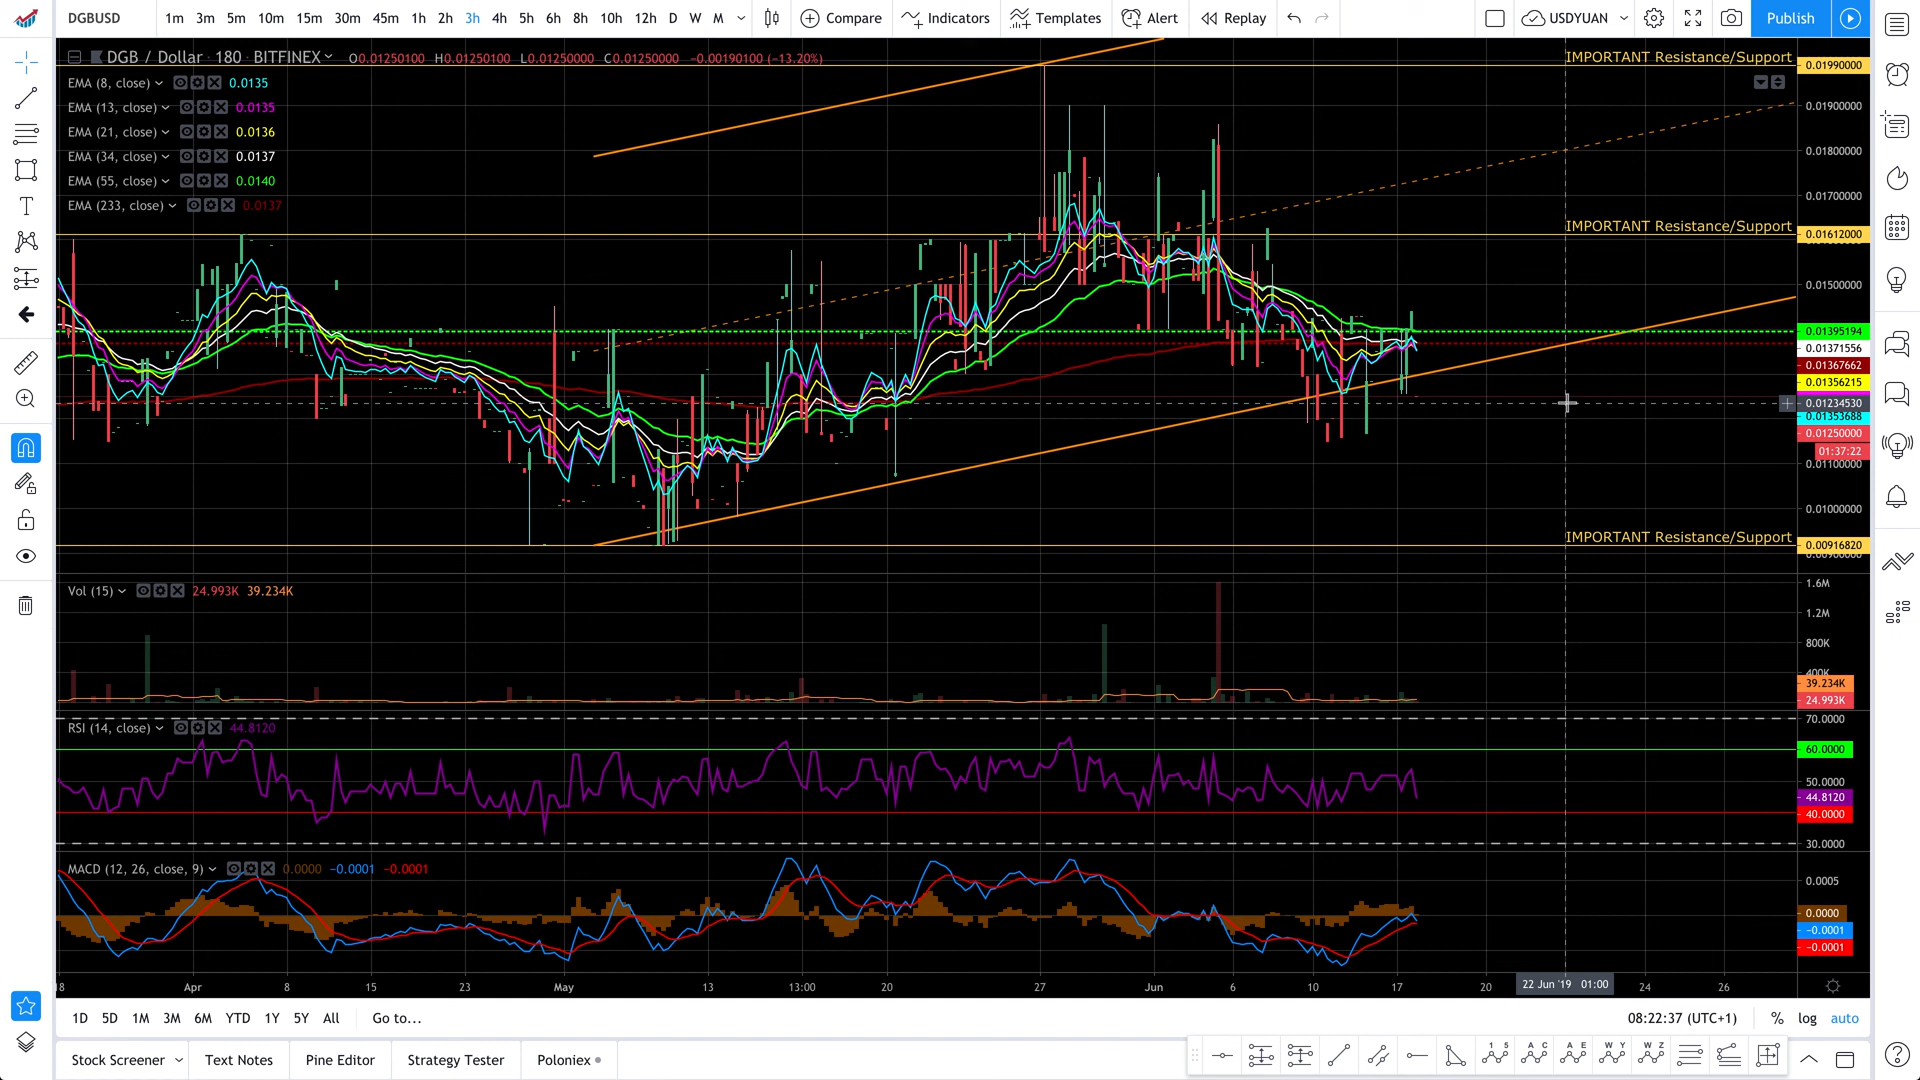 DGBUSD 1m 3m 5m 10m 15m 30m 45m 1h 2h 3h 4h 5h 6h 8h 10h 12h D W M Compare Indicators Templates Alert Replay USDYUAN Publish
DGB / Dollar · 180 · BITFINEX O0.01250100 H0.01250100 L0.01250000 C0.01250000 −0.00190100 (−13.20%)
EMA (8, close) 0.0135
EMA (13, close) 0.0135
EMA (21, close) 0.0136
EMA (34, close) 0.0137
EMA (55, close) 0.0140
EMA (233, close) 0.0137
IMPORTANT Resistance/Support
0.01990000
0.01900000
0.01800000
0.01700000
IMPORTANT Resistance/Support
0.01612000
0.01500000
0.01395194
0.01371556
0.01367662
0.01356215
0.01234530
0.01353688
0.01250000
01:37:22
0.01100000
0.01000000
IMPORTANT Resistance/Support
0.00916820
Vol (15) 24.993K 39.234K
1.6M
1.2M
800K
400K
39.234K
24.993K
RSI (14, close) 44.8120
70.0000
60.0000
50.0000
44.8120
40.0000
30.0000
MACD (12, 26, close, 9) 0.0000 −0.0001 −0.0001
0.0005
0.0000
−0.0001
−0.0001
18 Apr 8 15 23 May 13 13:00 20 27 Jun 6 10 17 20 22 Jun '19 01:00 24 26
1D 5D 1M 3M 6M YTD 1Y 5Y All Go to... 08:22:37 (UTC+1) % log auto
Stock Screener Text Notes Pine Editor Strategy Tester Poloniex
1 5 A C A E W Y W Z